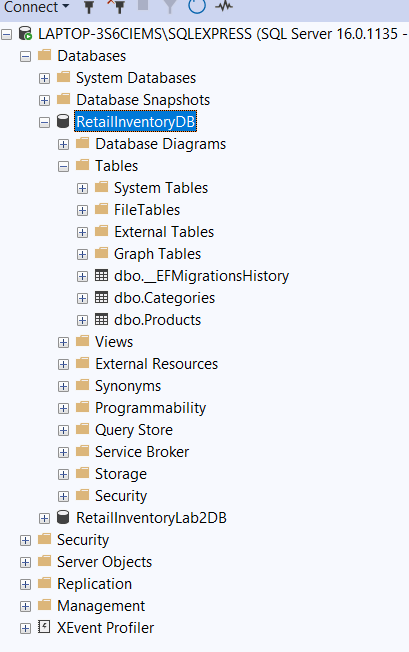 Connect
LAPTOP-3S6CIEMS\SQLEXPRESS (SQL Server 16.0.1135 -
Databases
System Databases
Database Snapshots
RetailInventoryDB
Database Diagrams
Tables
System Tables
FileTables
External Tables
Graph Tables
dbo.__EFMigrationsHistory
dbo.Categories
dbo.Products
Views
External Resources
Synonyms
Programmability
Query Store
Service Broker
Storage
Security
RetailInventoryLab2DB
Security
Server Objects
Replication
Management
XEvent Profiler